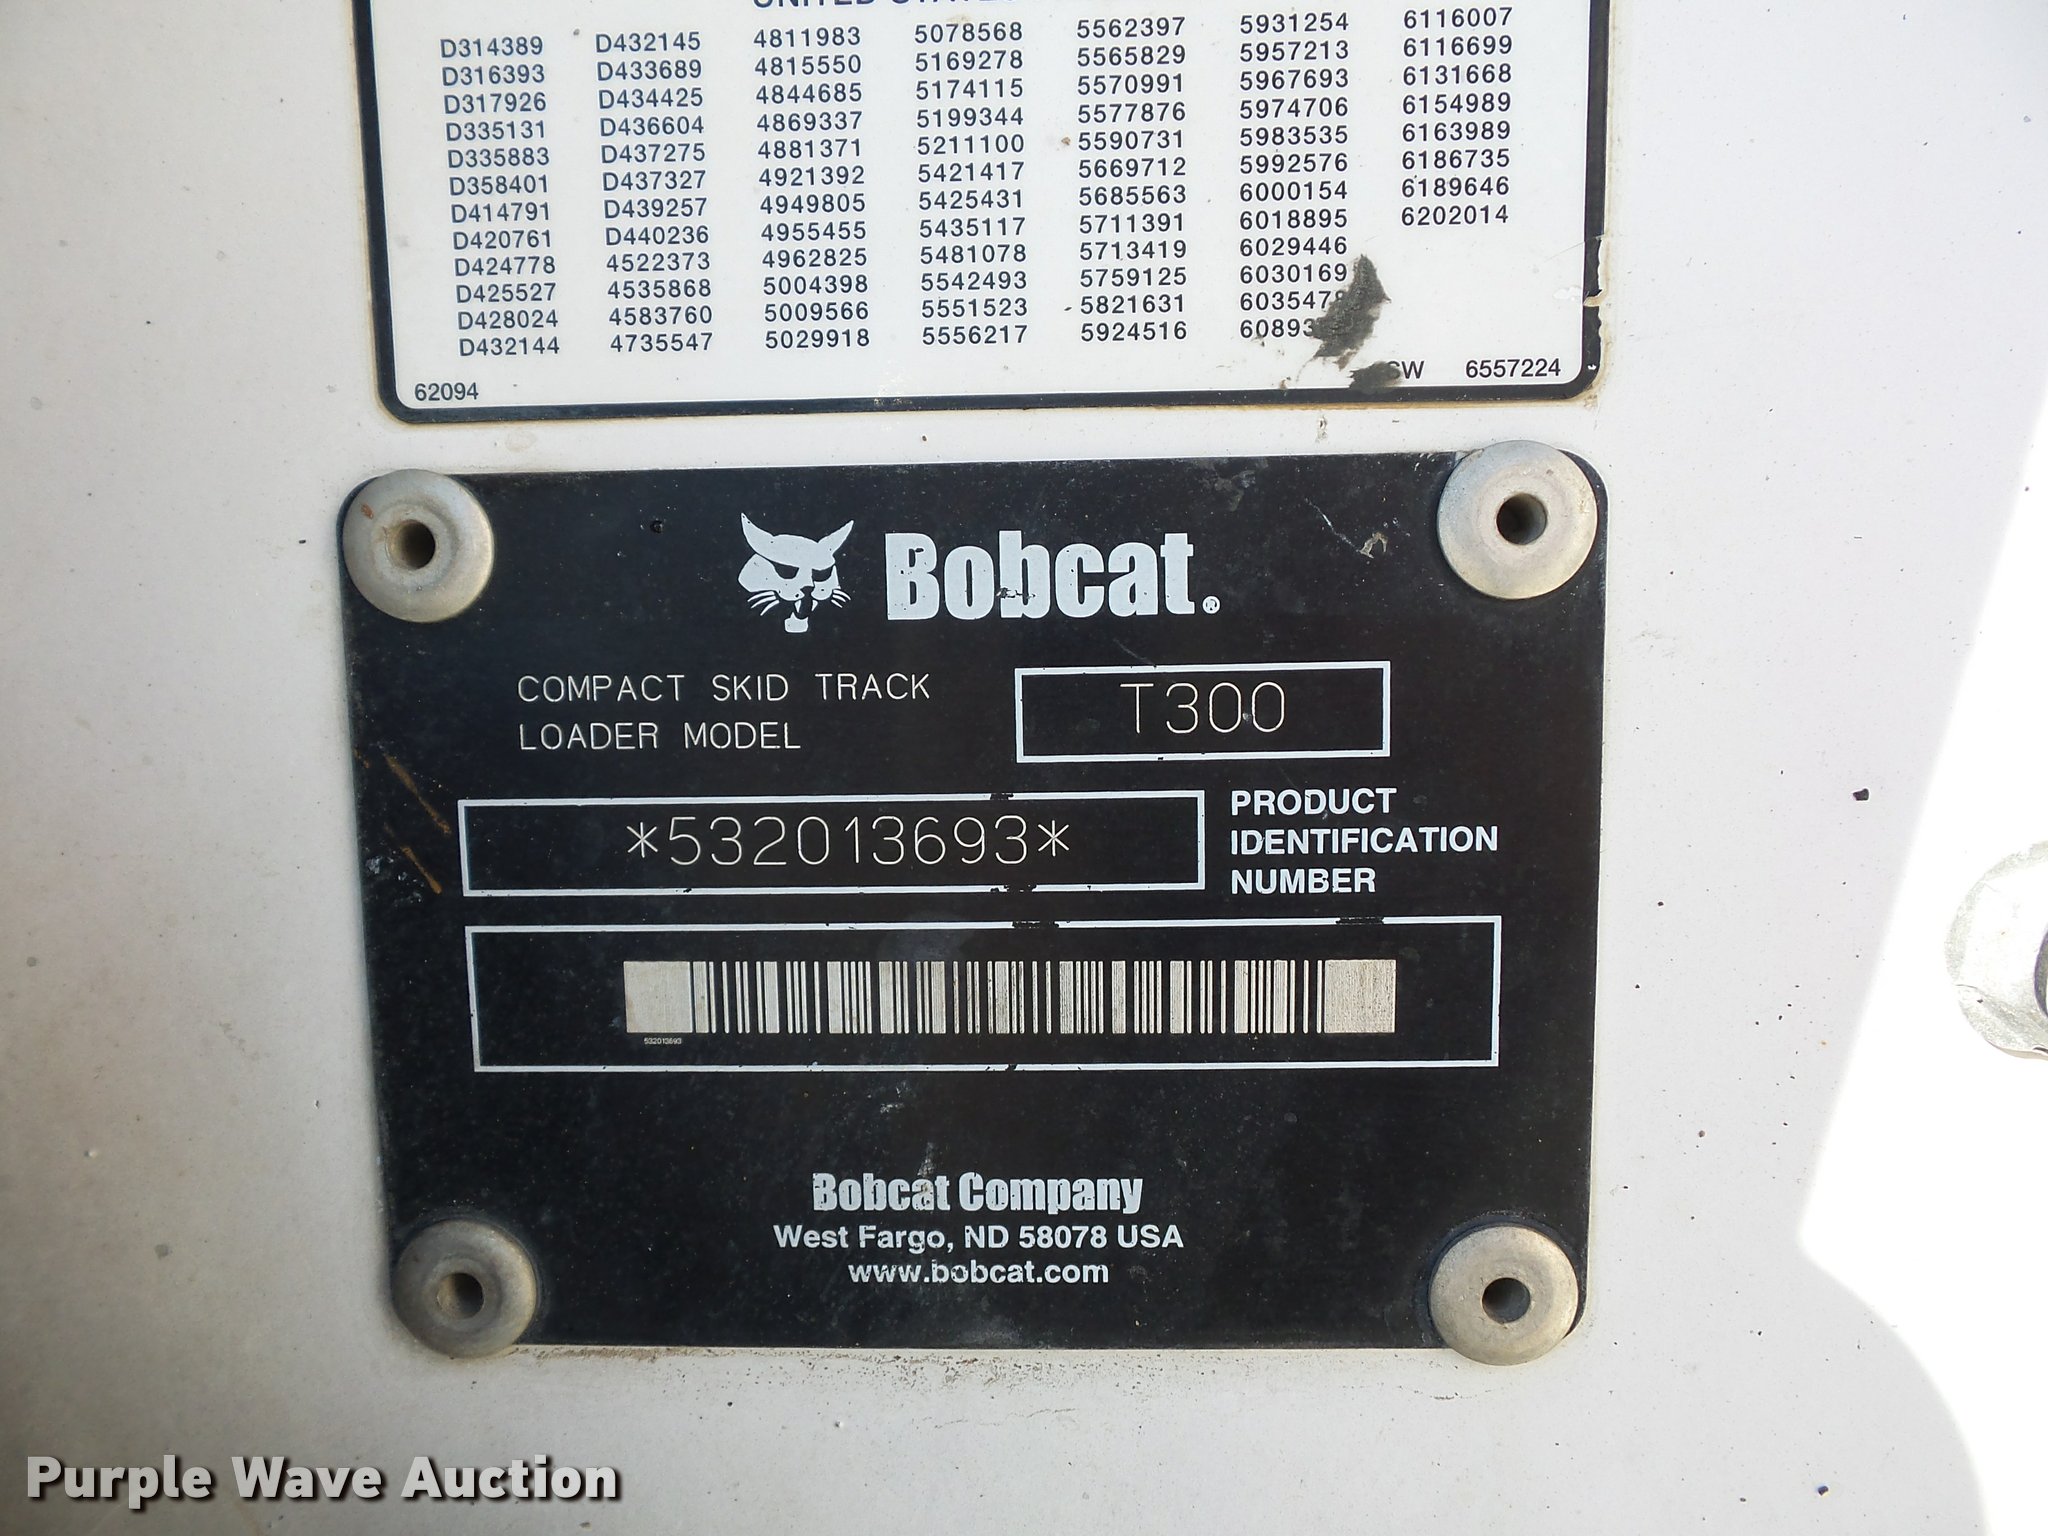 D314389 D432145 4811983 5078568 5562397 5931254 6116007
D316393 D433689 4815550 5169278 5565829 5957213 6116699
D317926 D434425 4844685 5174115 5570991 5967693 6131668
D335131 D436604 4869337 5199344 5577876 5974706 6154989
D335883 D437275 4881371 5211100 5590731 5983535 6163989
D358401 D437327 4921392 5421417 5669712 5992576 6186735
D414791 D439257 4949805 5425431 5685563 6000154 6189646
D420761 D440236 4955455 5435117 5711391 6018895 6202014
D424778 4522373 4962825 5481078 5713419 6029446
D425527 4535868 5004398 5542493 5759125 6030169
D428024 4583760 5009566 5551523 5821631
D432144 4735547 5029918 5556217 5924516
62094 6557224
Bobcat.®
COMPACT SKID TRACK
LOADER MODEL
T300
*532013693*
PRODUCT
IDENTIFICATION
NUMBER
532013693
Bobcat Company
West Fargo, ND 58078 USA
www.bobcat.com
Purple Wave Auction